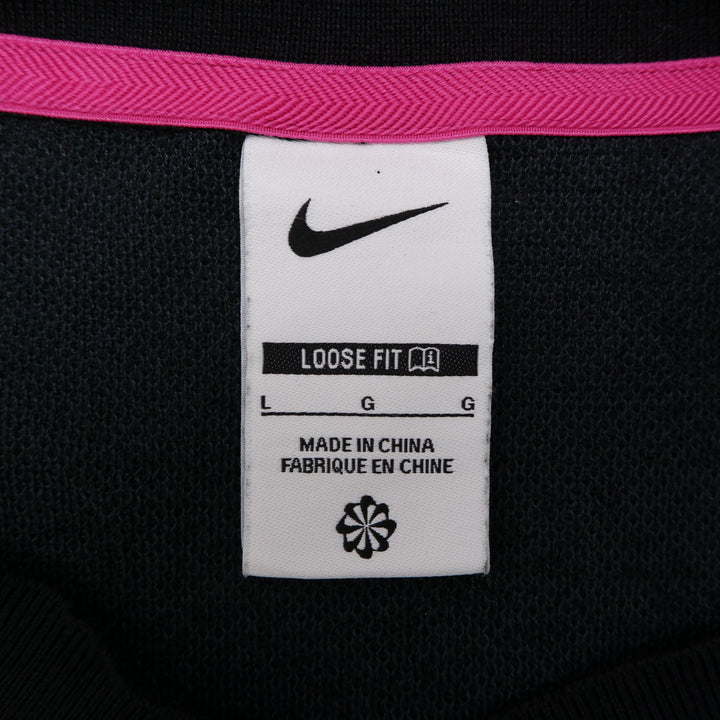 LOOSE FIT
L G G
MADE IN CHINA
FABRIQUE EN CHINE